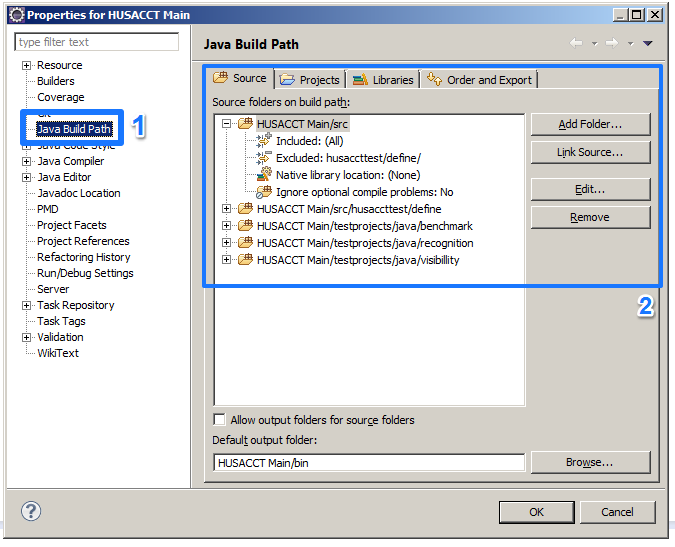 Properties for HUSACCT Main
type filter text
Resource
Builders
Coverage
Git
Java Build Path
Java Code Style
Java Compiler
Java Editor
Javadoc Location
PMD
Project Facets
Project References
Refactoring History
Run/Debug Settings
Server
Task Repository
Task Tags
Validation
WikiText
1
Java Build Path
Source Projects Libraries Order and Export
Source folders on build path:
HUSACCT Main/src
Included: (All)
Excluded: husaccttest/define/
Native library location: (None)
Ignore optional compile problems: No
HUSACCT Main/src/husaccttest/define
HUSACCT Main/testprojects/java/benchmark
HUSACCT Main/testprojects/java/recognition
HUSACCT Main/testprojects/java/visibillity
Add Folder...
Link Source...
Edit...
Remove
2
Allow output folders for source folders
Default output folder:
HUSACCT Main/bin
Browse...
?
OK Cancel